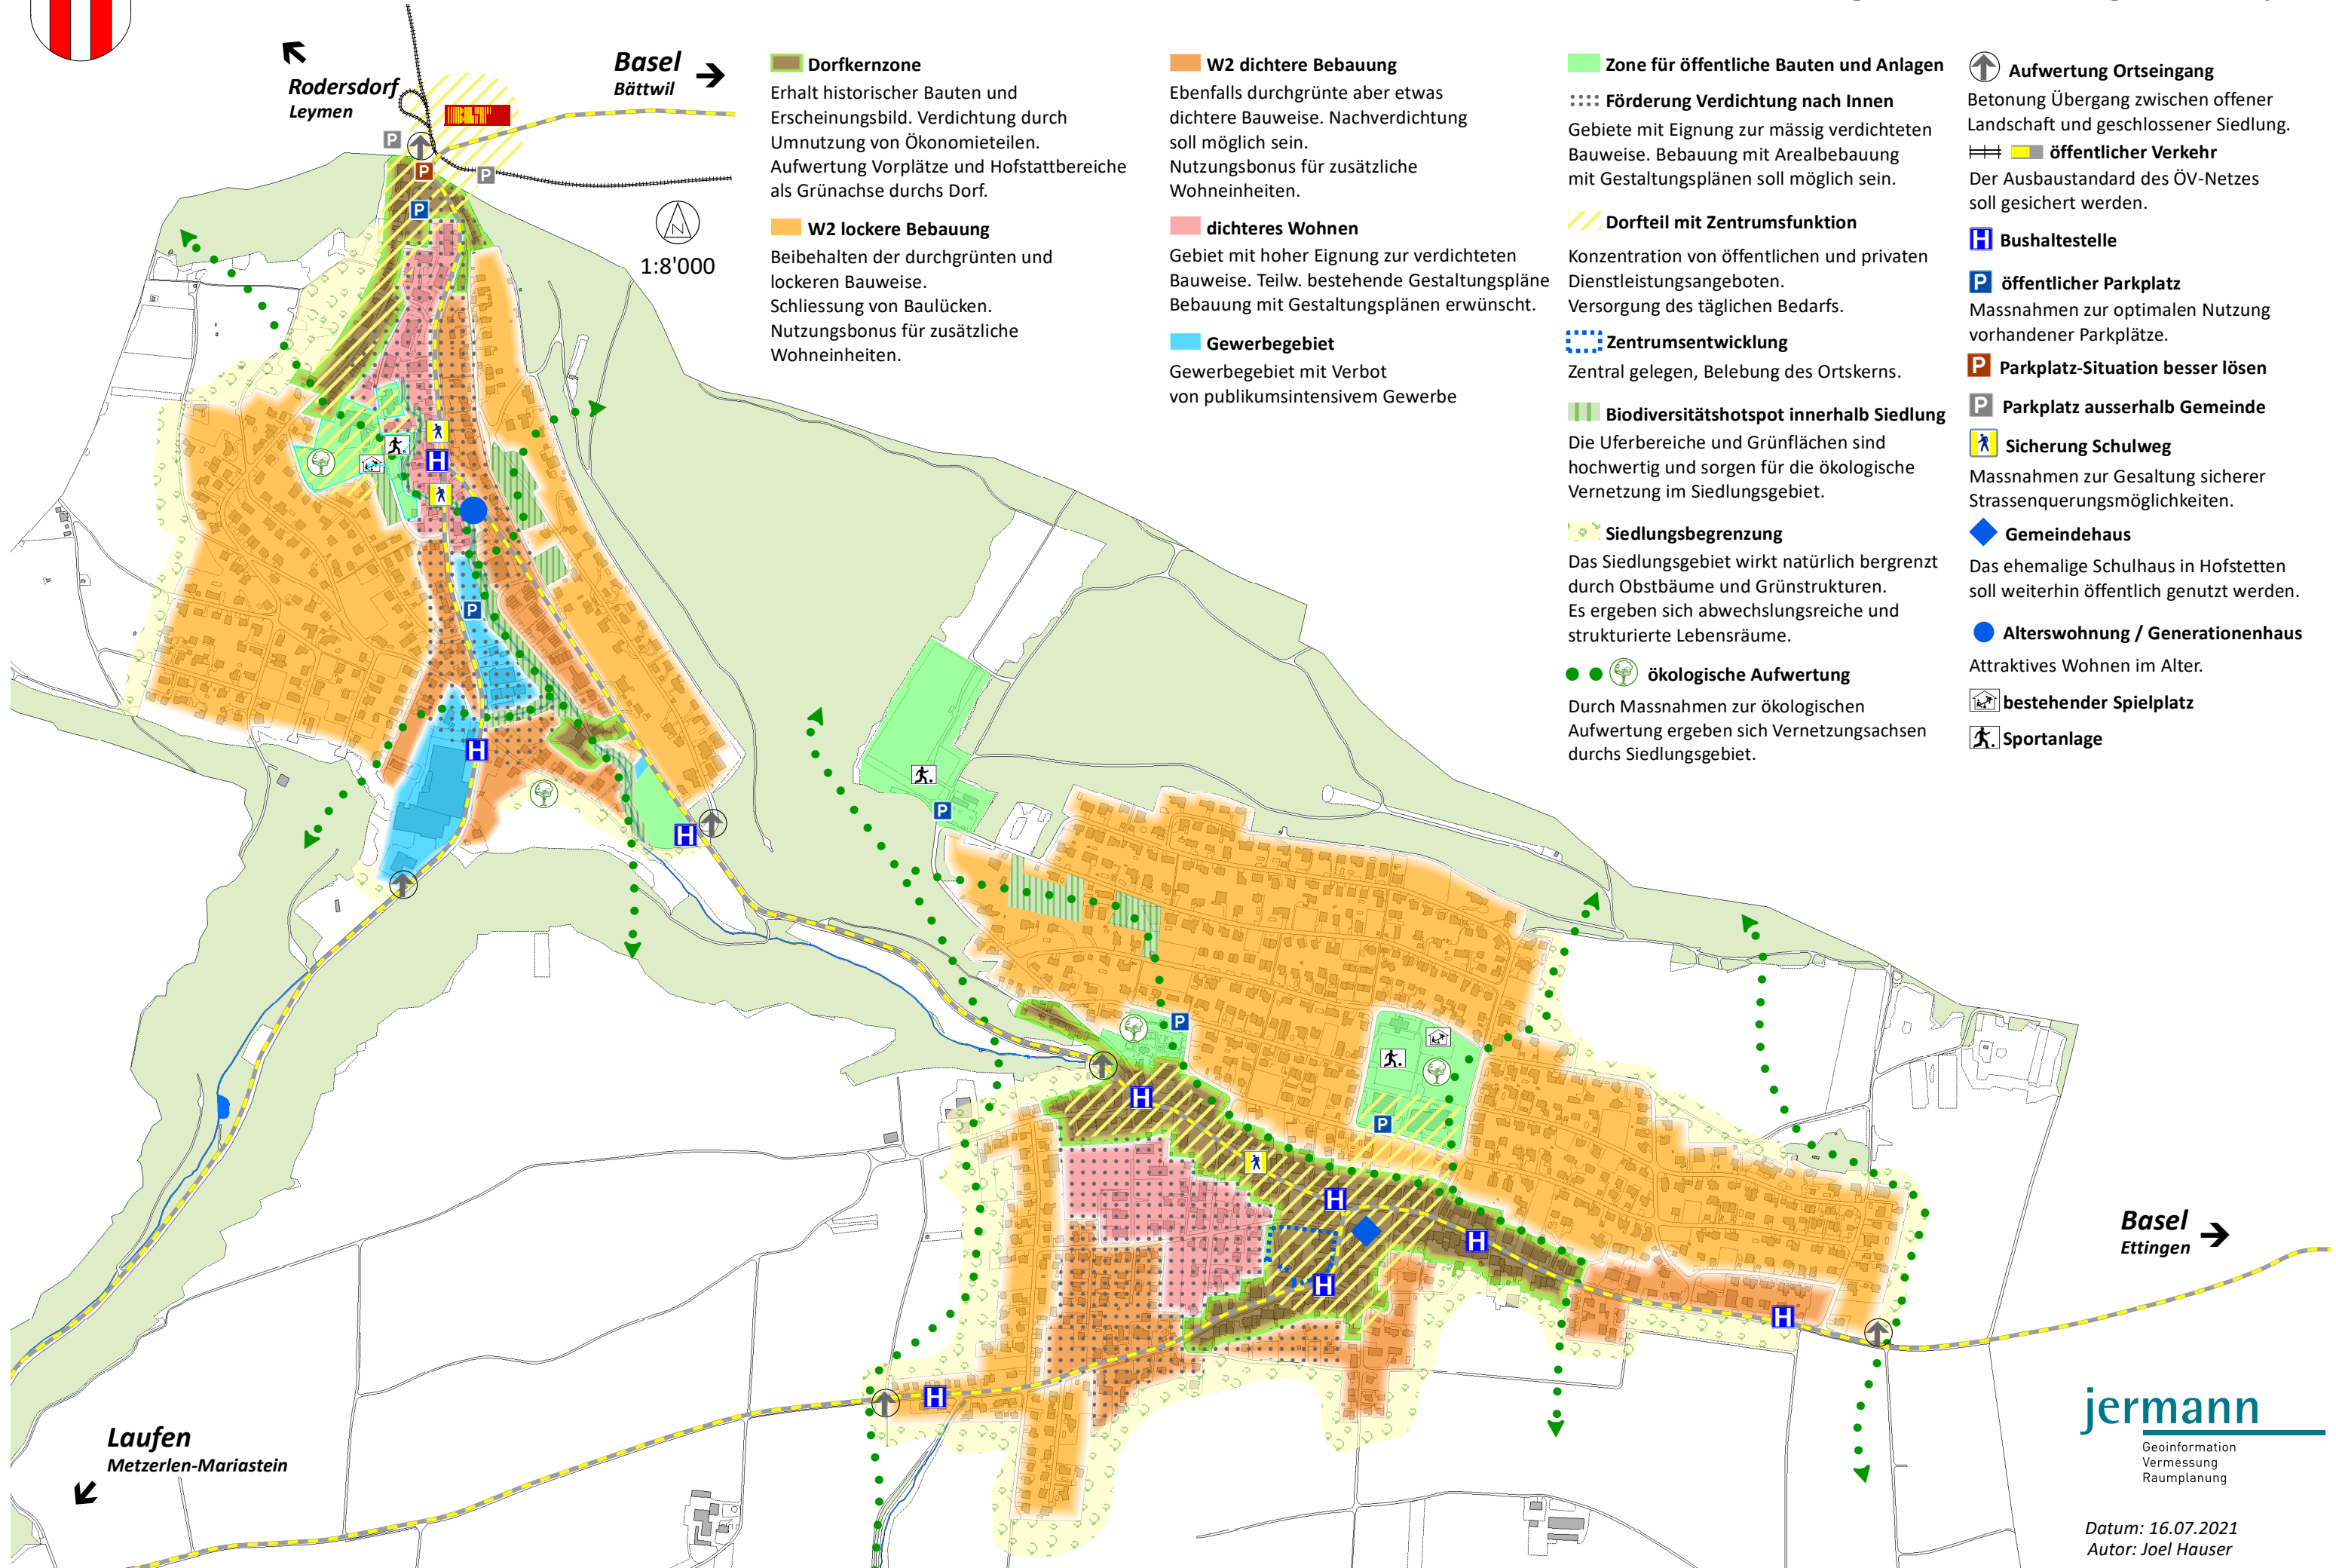 Rodersdorf
Leymen
Basel
Bättwil
BLT
P
P
P
P
1:8'000
Dorfkernzone
Erhalt historischer Bauten und
Erscheinungsbild. Verdichtung durch
Umnutzung von Ökonomieteilen.
Aufwertung Vorplätze und Hofstattbereiche
als Grünachse durchs Dorf.
W2 lockere Bebauung
Beibehalten der durchgrünten und
lockeren Bauweise.
Schliessung von Baulücken.
Nutzungsbonus für zusätzliche
Wohneinheiten.
W2 dichtere Bebauung
Ebenfalls durchgrünte aber etwas
dichtere Bauweise. Nachverdichtung
soll möglich sein.
Nutzungsbonus für zusätzliche
Wohneinheiten.
dichteres Wohnen
Gebiet mit hoher Eignung zur verdichteten
Bauweise. Teilw. bestehende Gestaltungspläne
Bebauung mit Gestaltungsplänen erwünscht.
Gewerbegebiet
Gewerbegebiet mit Verbot
von publikumsintensivem Gewerbe
Zone für öffentliche Bauten und Anlagen
Förderung Verdichtung nach Innen
Gebiete mit Eignung zur mässig verdichteten
Bauweise. Bebauung mit Arealbebauung
mit Gestaltungsplänen soll möglich sein.
Dorfteil mit Zentrumsfunktion
Konzentration von öffentlichen und privaten
Dienstleistungsangeboten.
Versorgung des täglichen Bedarfs.
Zentrumsentwicklung
Zentral gelegen, Belebung des Ortskerns.
Biodiversitätshotspot innerhalb Siedlung
Die Uferbereiche und Grünflächen sind
hochwertig und sorgen für die ökologische
Vernetzung im Siedlungsgebiet.
Siedlungsbegrenzung
Das Siedlungsgebiet wirkt natürlich bergrenzt
durch Obstbäume und Grünstrukturen.
Es ergeben sich abwechslungsreiche und
strukturierte Lebensräume.
ökologische Aufwertung
Durch Massnahmen zur ökologischen
Aufwertung ergeben sich Vernetzungsachsen
durchs Siedlungsgebiet.
Aufwertung Ortseingang
Betonung Übergang zwischen offener
Landschaft und geschlossener Siedlung.
öffentlicher Verkehr
Der Ausbaustandard des ÖV-Netzes
soll gesichert werden.
H Bushaltestelle
P öffentlicher Parkplatz
Massnahmen zur optimalen Nutzung
vorhandener Parkplätze.
P Parkplatz-Situation besser lösen
P Parkplatz ausserhalb Gemeinde
Sicherung Schulweg
Massnahmen zur Gesaltung sicherer
Strassenquerungsmöglichkeiten.
Gemeindehaus
Das ehemalige Schulhaus in Hofstetten
soll weiterhin öffentlich genutzt werden.
Alterswohnung / Generationenhaus
Attraktives Wohnen im Alter.
bestehender Spielplatz
Sportanlage
H
P
H
H
P
P
H
P
H
H
H
H
H
Basel
Ettingen
Laufen
Metzerlen-Mariastein
jermann
Geoinformation
Vermessung
Raumplanung
Datum: 16.07.2021
Autor: Joel Hauser